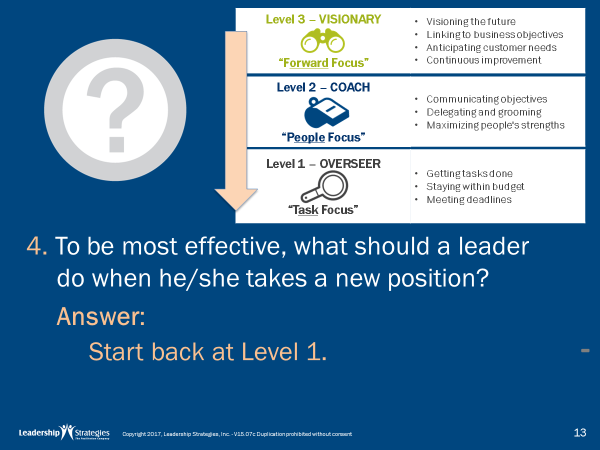 Level 3 – VISIONARY
"Forward Focus"
• Visioning the future
• Linking to business objectives
• Anticipating customer needs
• Continuous improvement
Level 2 – COACH
"People Focus"
• Communicating objectives
• Delegating and grooming
• Maximizing people's strengths
Level 1 – OVERSEER
"Task Focus"
• Getting tasks done
• Staying within budget
• Meeting deadlines
?
4. To be most effective, what should a leader
do when he/she takes a new position?
Answer:
Start back at Level 1.
-
Leadership Strategies
The Facilitation Company
Copyright 2017, Leadership Strategies, Inc. - V15.07c Duplication prohibited without consent
13